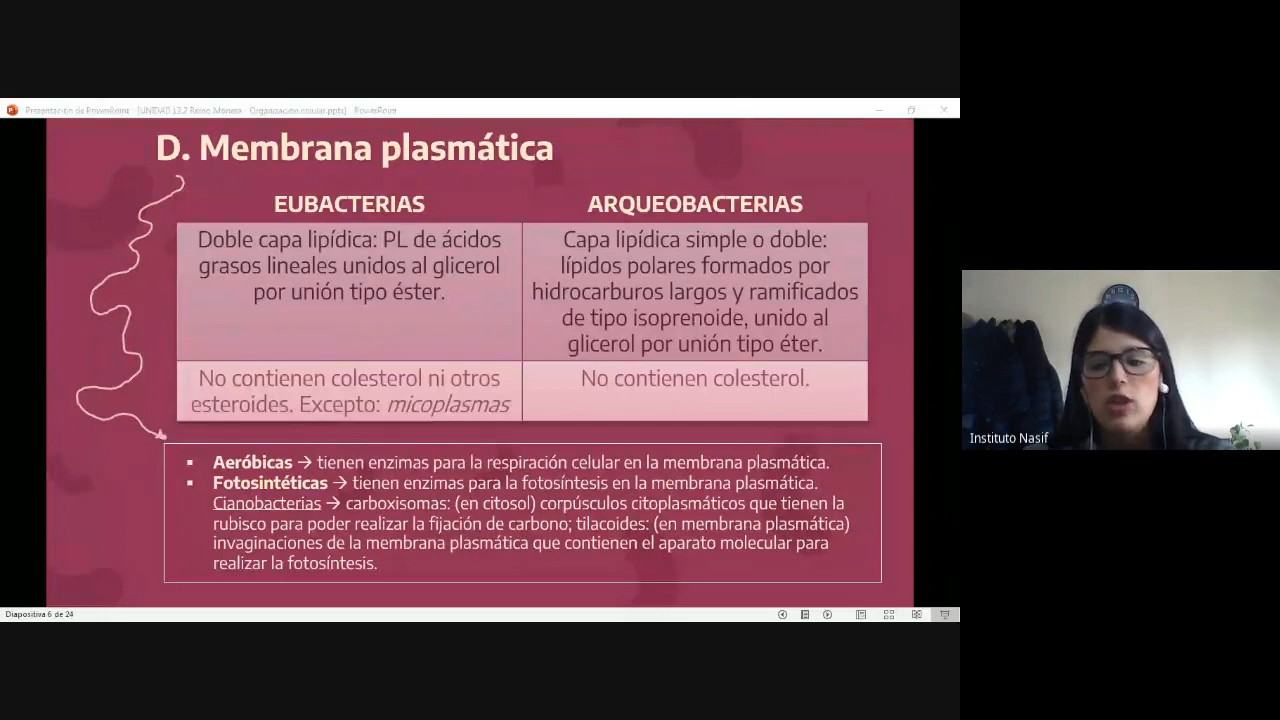 Presentación de PowerPoint - [UNIDAD 13.2 Reino Monera - Organización celular.pptx] - PowerPoint
D. Membrana plasmática
EUBACTERIAS
ARQUEOBACTERIAS
Doble capa lipídica: PL de ácidos
grasos lineales unidos al glicerol
por unión tipo éster.
Capa lipídica simple o doble:
lípidos polares formados por
hidrocarburos largos y ramificados
de tipo isoprenoide, unido al
glicerol por unión tipo éter.
No contienen colesterol ni otros
esteroides. Excepto: micoplasmas
No contienen colesterol.
▪ Aeróbicas → tienen enzimas para la respiración celular en la membrana plasmática.
▪ Fotosintéticas → tienen enzimas para la fotosíntesis en la membrana plasmática.
Cianobacterias → carboxisomas: (en citosol) corpúsculos citoplasmáticos que tienen la
rubisco para poder realizar la fijación de carbono; tilacoides: (en membrana plasmática)
invaginaciones de la membrana plasmática que contienen el aparato molecular para
realizar la fotosíntesis.
Instituto Nasif
Diapositiva 6 de 24